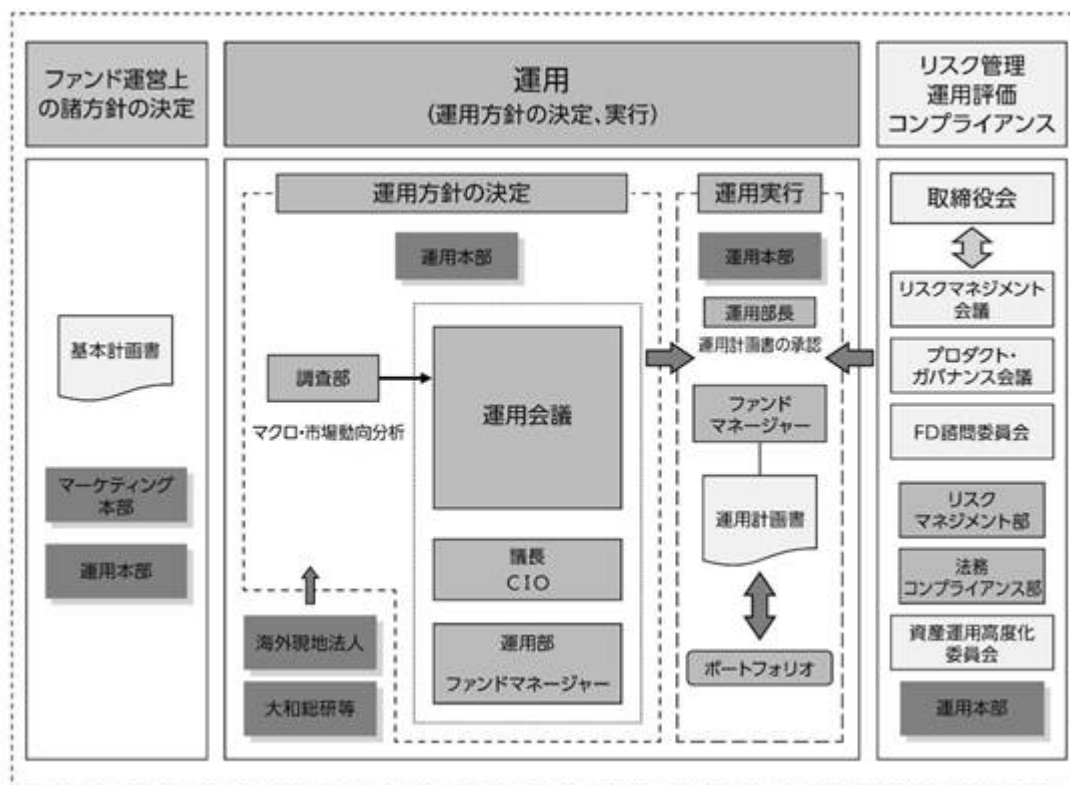 ファンド運営上
の諸方針の決定
運用
(運用方針の決定、実行)
リスク管理
運用評価
コンプライアンス
基本計画書
マーケティング
本部
運用本部
運用方針の決定
運用本部
調査部
マクロ・市場動向分析
運用会議
議長
CIO
運用部
ファンドマネージャー
海外現地法人
大和総研等
運用実行
運用本部
運用部長
運用計画書の承認
ファンド
マネージャー
運用計画書
ポートフォリオ
取締役会
リスクマネジメント
会議
プロダクト・
ガバナンス会議
FD諮問委員会
リスク
マネジメント部
法務
コンプライアンス部
資産運用高度化
委員会
運用本部